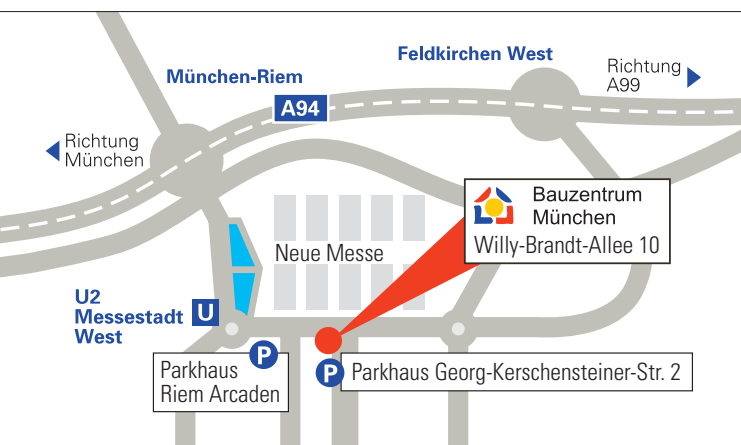 Feldkirchen West
München-Riem
Richtung
A99
A94
Richtung
München
Bauzentrum
München
Willy-Brandt-Allee 10
Neue Messe
U2
Messestadt
West
U
P
Parkhaus
Riem Arcaden
P
Parkhaus Georg-Kerschensteiner-Str. 2